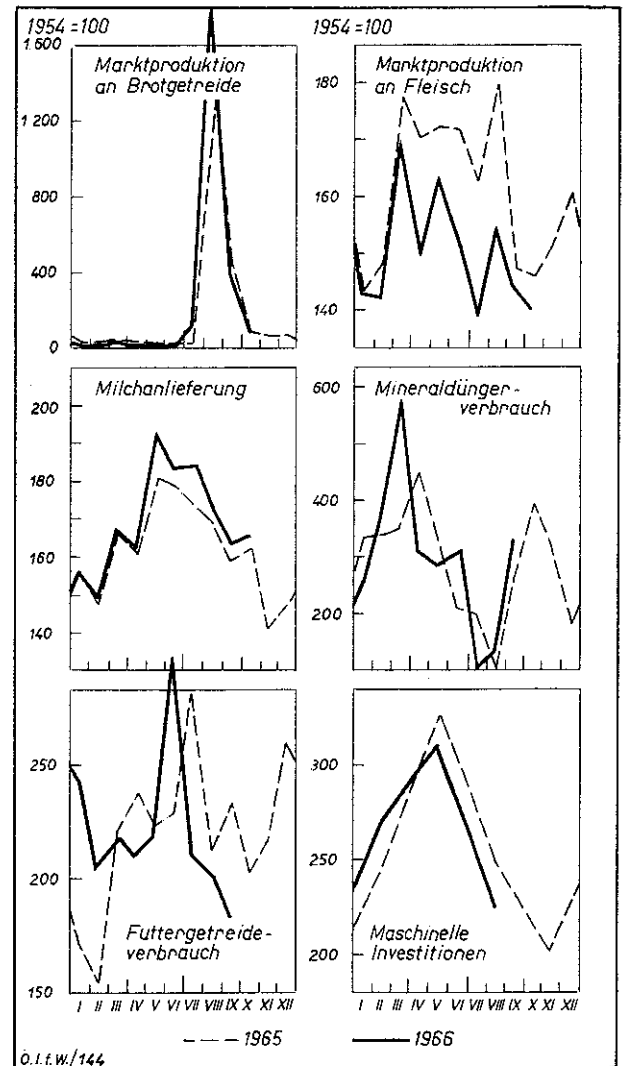 1954 =100
1.600
1 200
800
400
0
Marktproduktion
an Brotgetreide
1954=100
180
160
140
Marktproduktion
an Fleisch
200
180
160
140
Milchanlieferung
600
400
200
Mineraldünger-
verbrauch
250
200
150
Futtergetreide-
verbrauch
I II III IV V VI VII VIII IX X XI XII
300
250
200
Maschinelle
Investitionen
I II III IV V VI VII VIII IX X XI XII
1965
1966
Ö.I.f.W./144